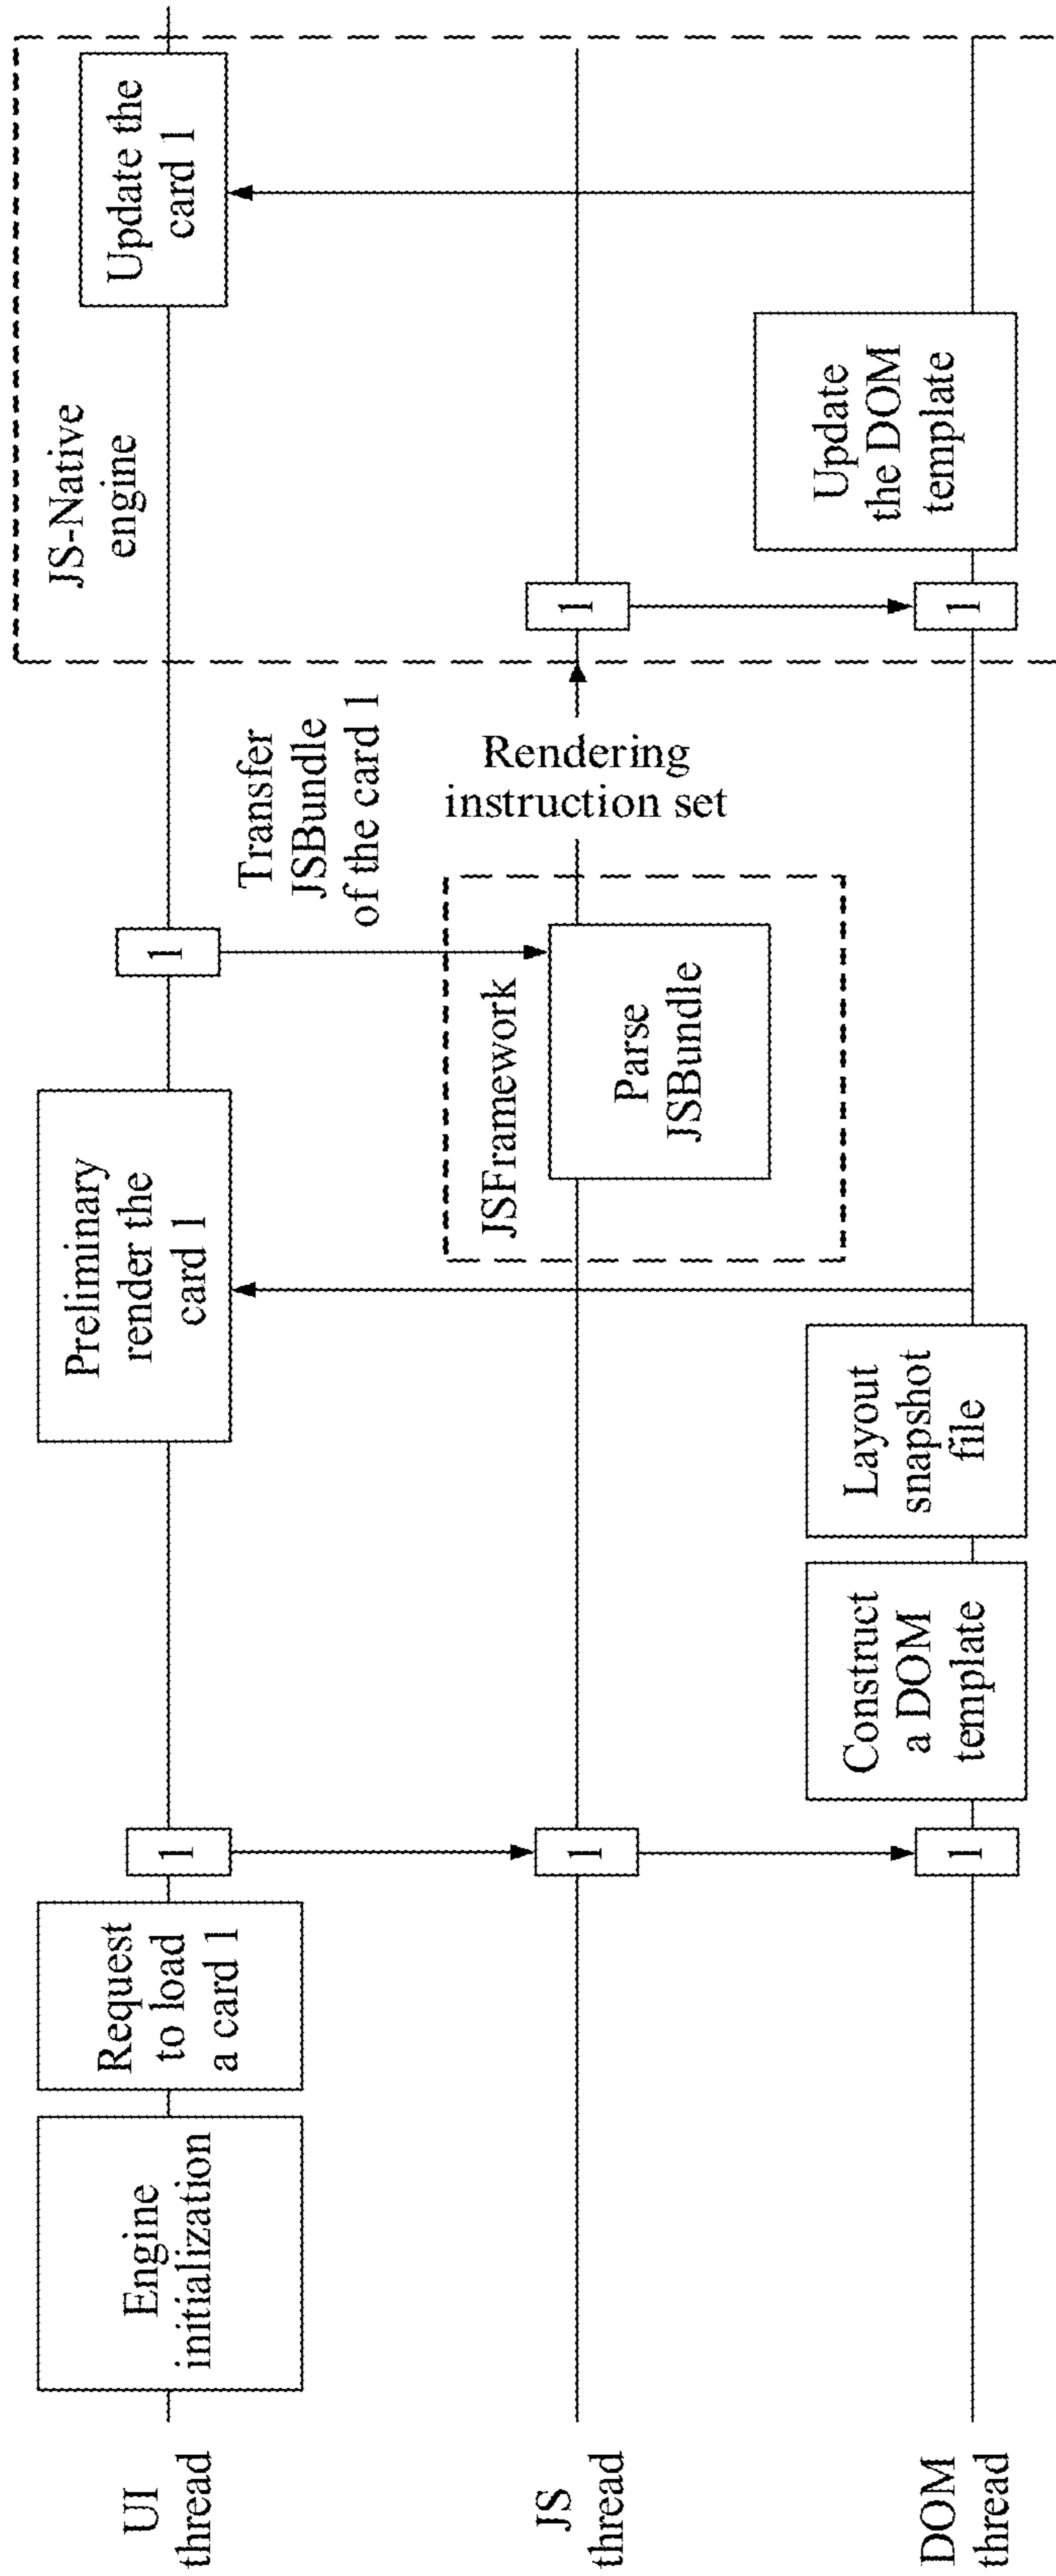 UI
thread
Engine
initialization
Request
to load
a card 1
1
Preliminary
render the
card 1
1
Transfer
JSBundle
of the card 1
JS-Native
engine
Update the
card 1
JS
thread
1
JSFramework
Parse
JSBundle
Rendering
instruction set
1
DOM
thread
1
Construct
a DOM
template
Layout
snapshot
file
1
Update
the DOM
template